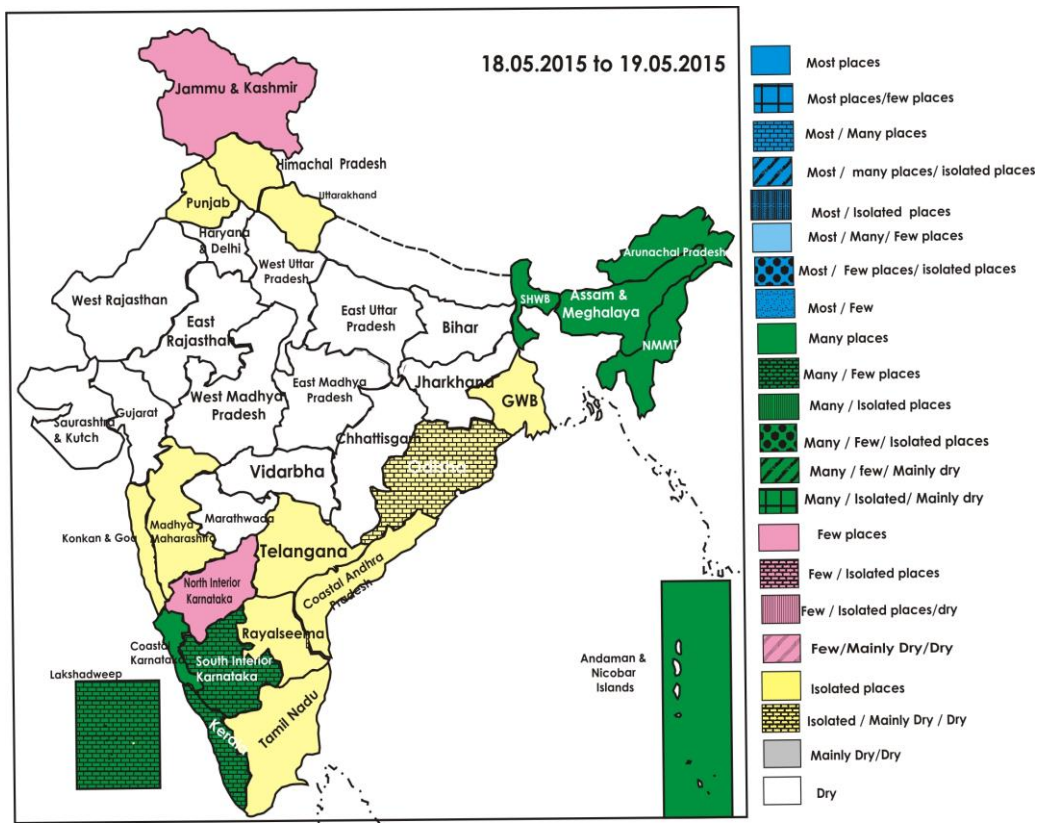 18.05.2015 to 19.05.2015
Jammu & Kashmir
Himachal Pradesh
Punjab
Uttarakhand
Haryana
& Delhi
West Uttar
Pradesh
Arunachal Pradesh
West Rajasthan
East
Rajasthan
East Uttar
Pradesh
Bihar
SHWB
Assam &
Meghalaya
NMMT
Saurashtra
& Kutch
Gujarat
West Madhya
Pradesh
East Madhya
Pradesh
Jharkhand
GWB
Chhattisgam
Odisha
Vidarbha
Konkan & Goa
Madhya
Maharashtra
Marathwada
Telangana
Coastal Andhra
Pradesh
North Interior
Karnataka
Rayalseema
Coastal
Karnataka
South Interior
Karnataka
Lakshadweep
Kerala
Tamil Nadu
Andaman &
Nicobar
Islands
Most places
Most places/few places
Most / Many places
Most / many places/ isolated places
Most / Isolated places
Most / Many/ Few places
Most / Few places/ isolated places
Most / Few
Many places
Many / Few places
Many / Isolated places
Many / Few/ Isolated places
Many / few/ Mainly dry
Many / Isolated/ Mainly dry
Few places
Few / Isolated places
Few / Isolated places/dry
Few/Mainly Dry/Dry
Isolated places
Isolated / Mainly Dry / Dry
Mainly Dry/Dry
Dry